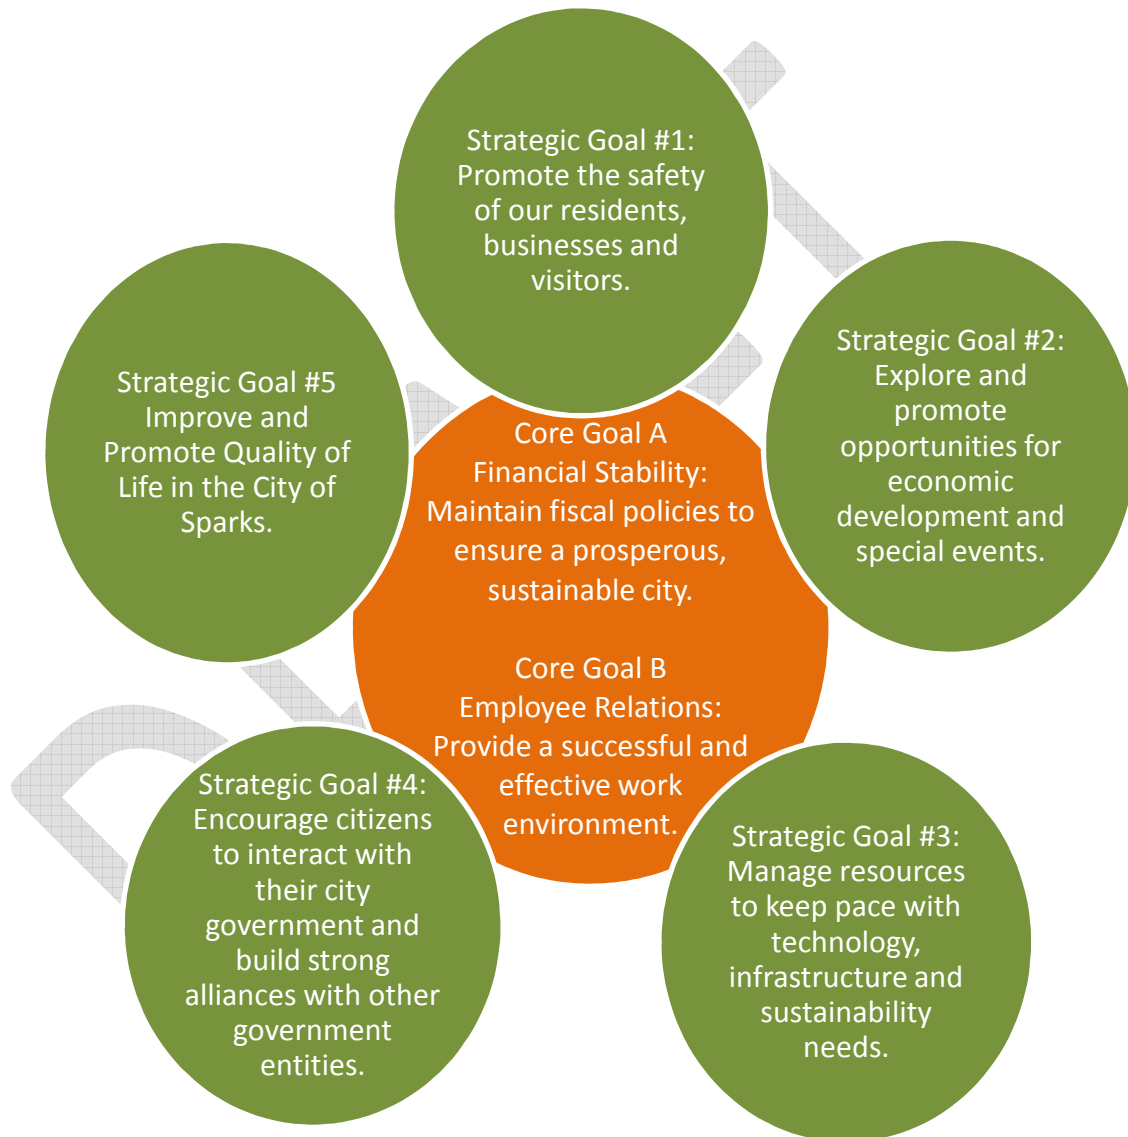 Strategic Goal #1:
Promote the safety
of our residents,
businesses and
visitors.
Strategic Goal #2:
Explore and
promote
opportunities for
economic
development and
special events.
Strategic Goal #3:
Manage resources
to keep pace with
technology,
infrastructure and
sustainability
needs.
Strategic Goal #4:
Encourage citizens
to interact with
their city
government and
build strong
alliances with other
government
entities.
Strategic Goal #5
Improve and
Promote Quality of
Life in the City of
Sparks.
Core Goal A
Financial Stability:
Maintain fiscal policies to
ensure a prosperous,
sustainable city.
Core Goal B
Employee Relations:
Provide a successful and
effective work
environment.